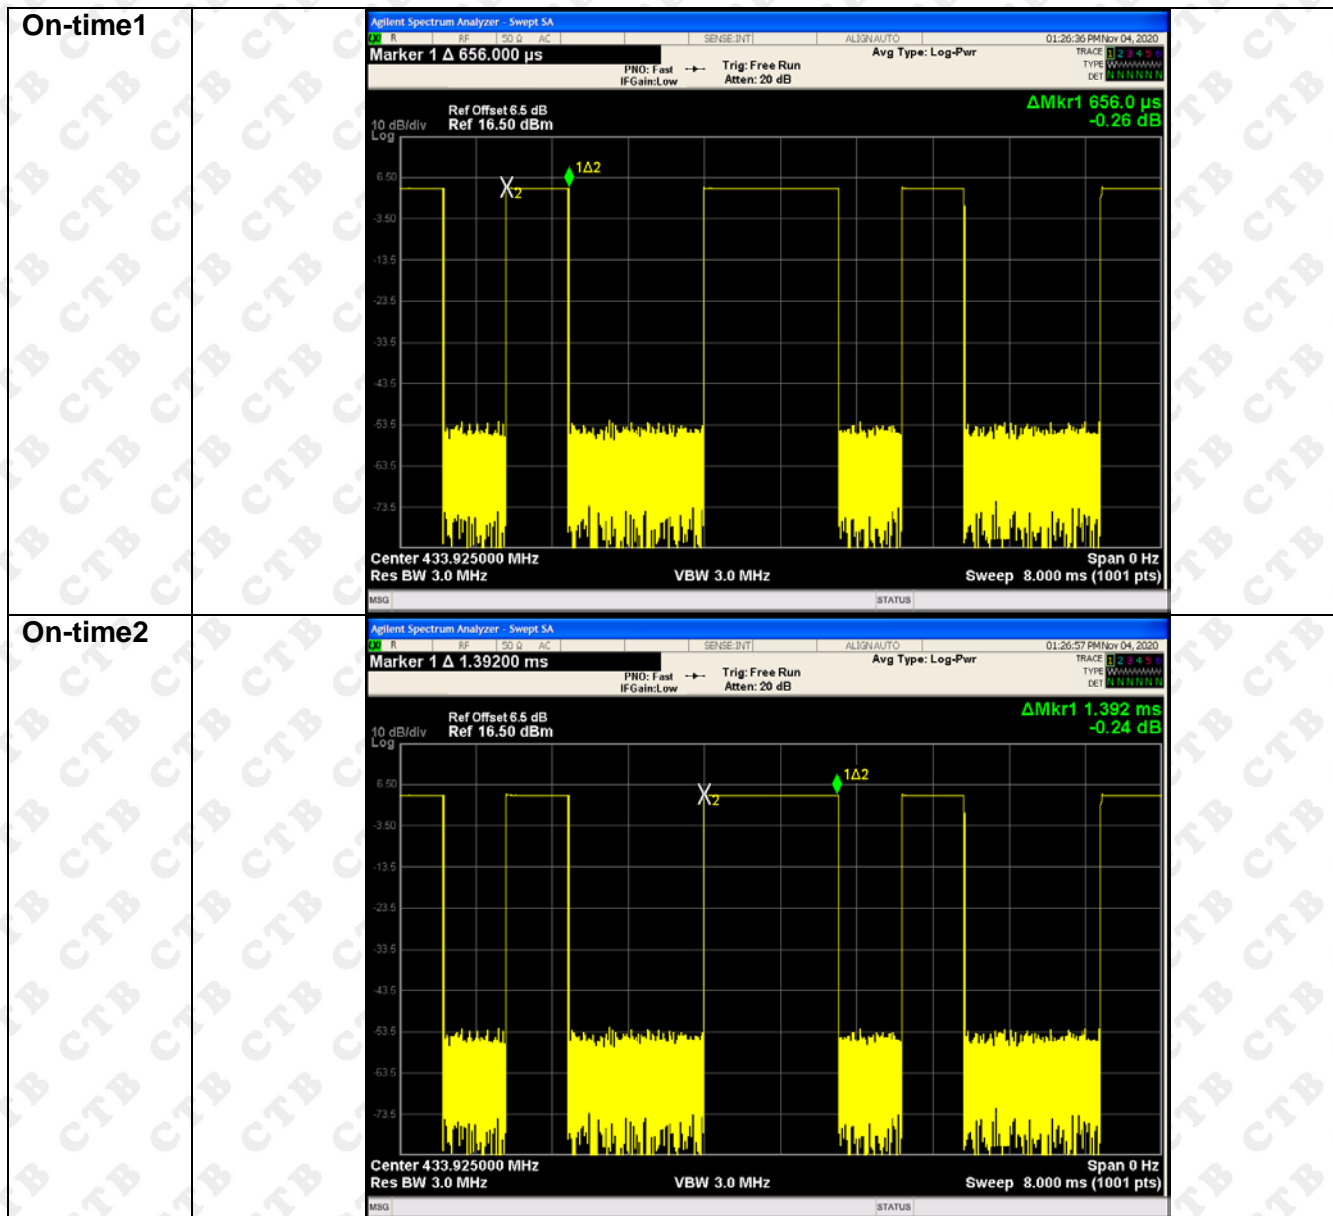 On-time1
Agilent Spectrum Analyzer - Swept SA
R RF 50 Ω AC SENSE:INT ALIGN AUTO 01:26:36 PM Nov 04, 2020
Marker 1 Δ 656.000 µs
Avg Type: Log-Pwr
TRACE 1 2 3 4 5 6
PNO: Fast Trig: Free Run
TYPE W
IFGain:Low Atten: 20 dB
DET N N N N N N
ΔMkr1 656.0 µs
-0.26 dB
Ref Offset 6.5 dB
10 dB/div Ref 16.50 dBm
Log
1Δ2
6.50
X2
-3.50
-13.5
-23.5
-33.5
-43.5
-53.5
-63.5
-73.5
Center 433.925000 MHz Span 0 Hz
Res BW 3.0 MHz VBW 3.0 MHz Sweep 8.000 ms (1001 pts)
MSG STATUS
On-time2
Agilent Spectrum Analyzer - Swept SA
R RF 50 Ω AC SENSE:INT ALIGN AUTO 01:26:57 PM Nov 04, 2020
Marker 1 Δ 1.39200 ms
Avg Type: Log-Pwr
TRACE 1 2 3 4 5 6
PNO: Fast Trig: Free Run
TYPE W
IFGain:Low Atten: 20 dB
DET N N N N N N
ΔMkr1 1.392 ms
-0.24 dB
Ref Offset 6.5 dB
10 dB/div Ref 16.50 dBm
Log
1Δ2
6.50
X2
-3.50
-13.5
-23.5
-33.5
-43.5
-53.5
-63.5
-73.5
Center 433.925000 MHz Span 0 Hz
Res BW 3.0 MHz VBW 3.0 MHz Sweep 8.000 ms (1001 pts)
MSG STATUS
CTB